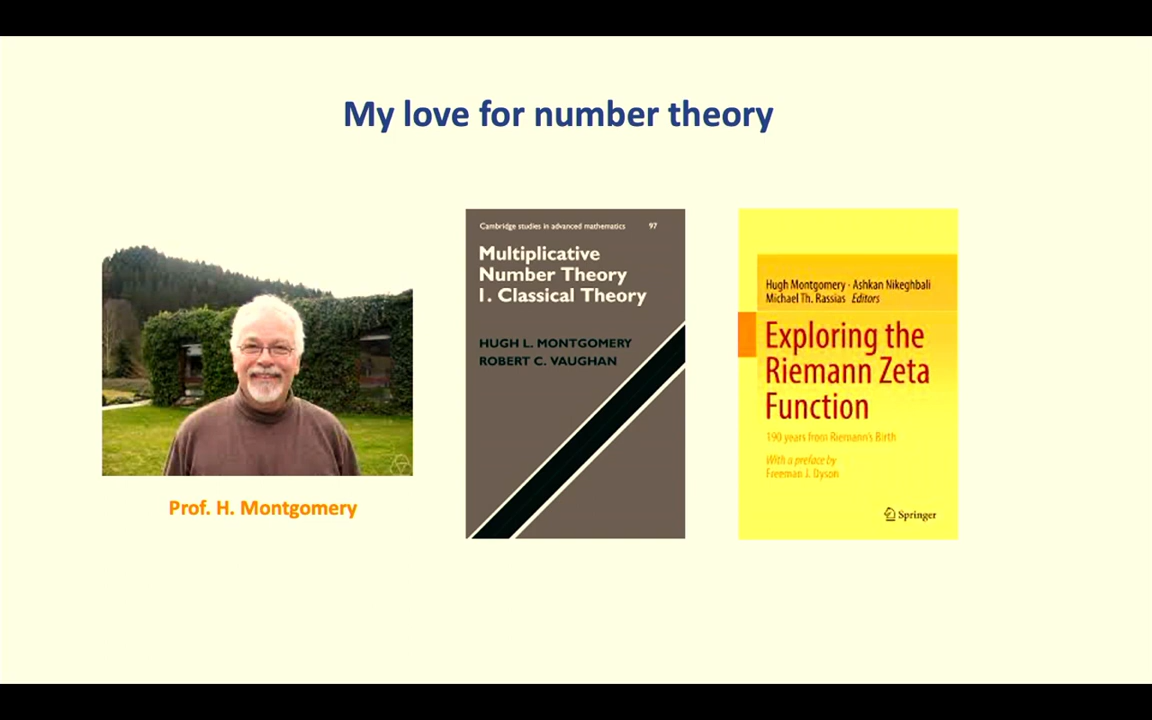 My love for number theory
Prof. H. Montgomery
Cambridge studies in advanced mathematics 97
Multiplicative
Number Theory
1. Classical Theory
HUGH L. MONTGOMERY
ROBERT C. VAUGHAN
Hugh Montgomery · Ashkan Nikeghbali
Michael Th. Rassias Editors
Exploring the
Riemann Zeta
Function
190 years from Riemann's Birth
With a preface by
Freeman J. Dyson
Springer